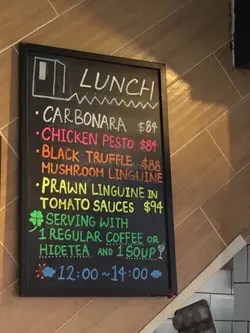 LUNCH
· CARBONARA $84
· CHICKEN PESTO $84
· BLACK TRUFFLE $88
MUSHROOM LINGUINE
· PRAWN LINGUINE IN
TOMATO SAUCES $94
SERVING WITH
1 REGULAR COFFEE OR
HIDETEA AND 1 SOUP
12:00~14:00